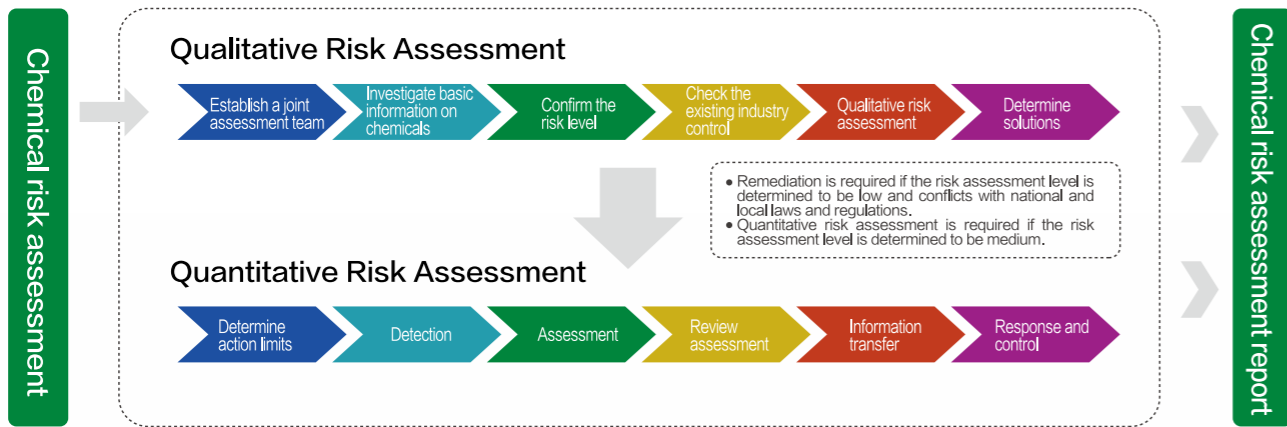 Chemical risk assessment
Qualitative Risk Assessment
Establish a joint
assessment team
Investigate basic
information on
chemicals
Confirm the
risk level
Check the
existing industry
control
Qualitative risk
assessment
Determine
solutions
• Remediation is required if the risk assessment level is
determined to be low and conflicts with national and
local laws and regulations.
• Quantitative risk assessment is required if the risk
assessment level is determined to be medium.
Quantitative Risk Assessment
Determine
action limits
Detection
Assessment
Review
assessment
Information
transfer
Response and
control
Chemical risk assessment report